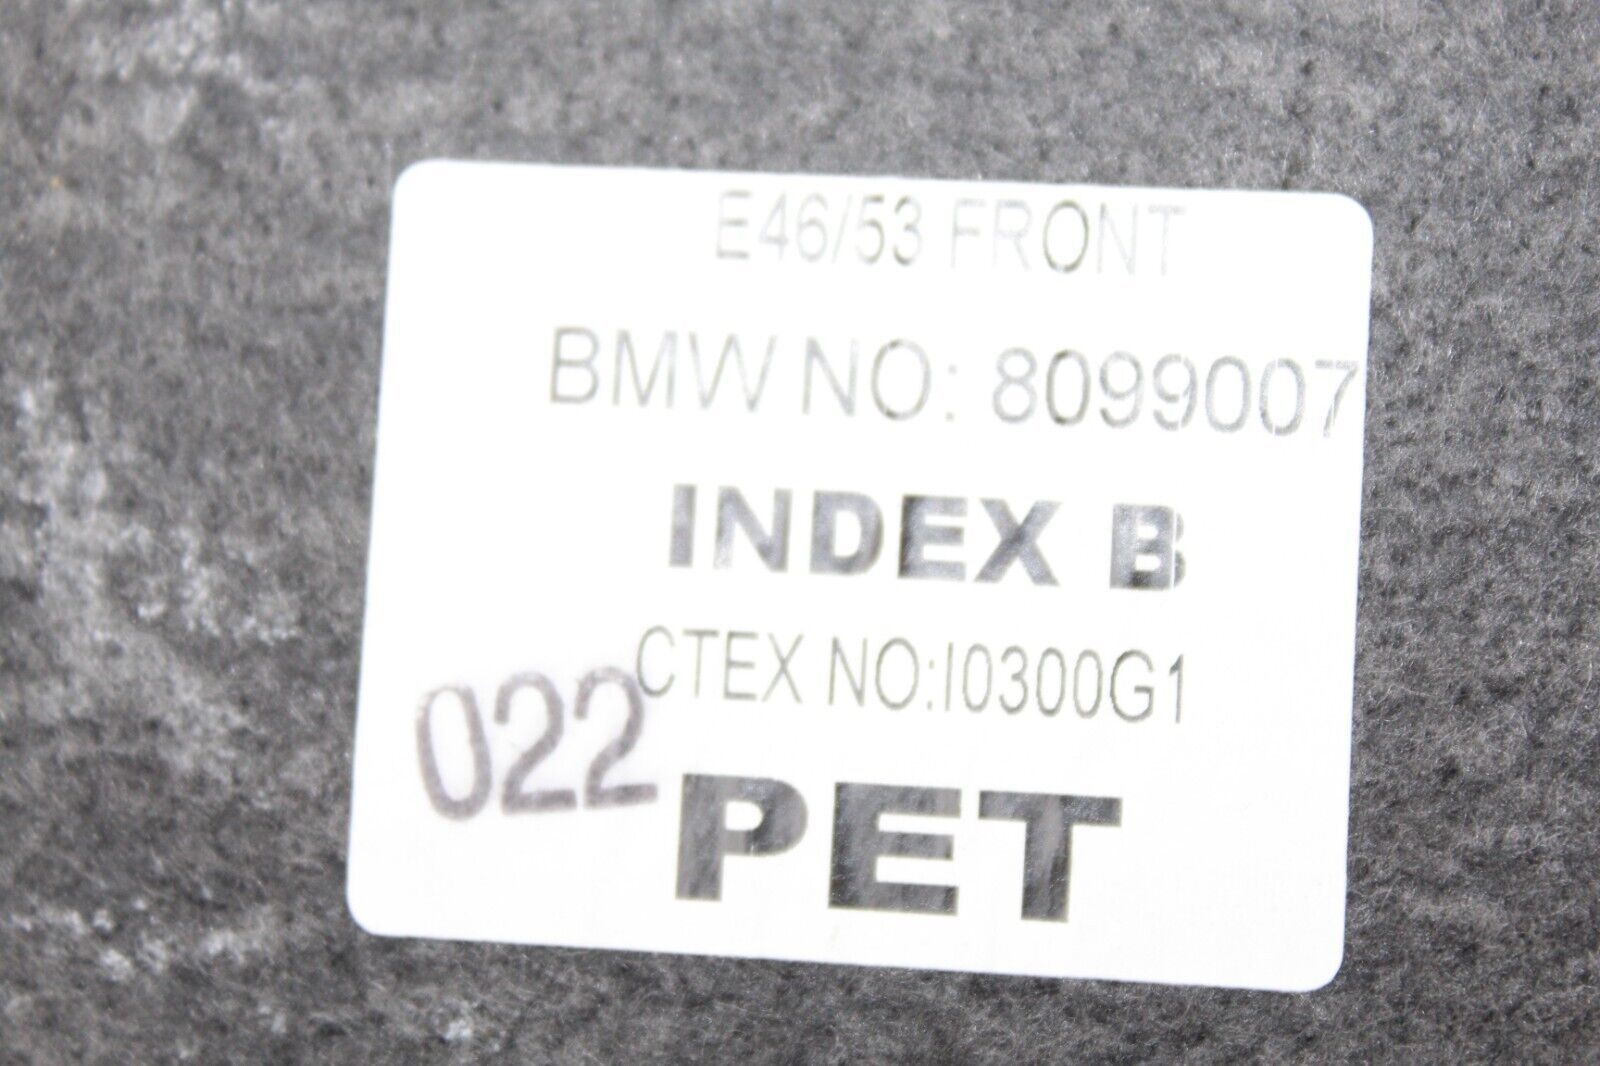 E46/53 FRONT
BMW NO: 8099007
INDEX B
CTEX NO:I0300G1
022
PET